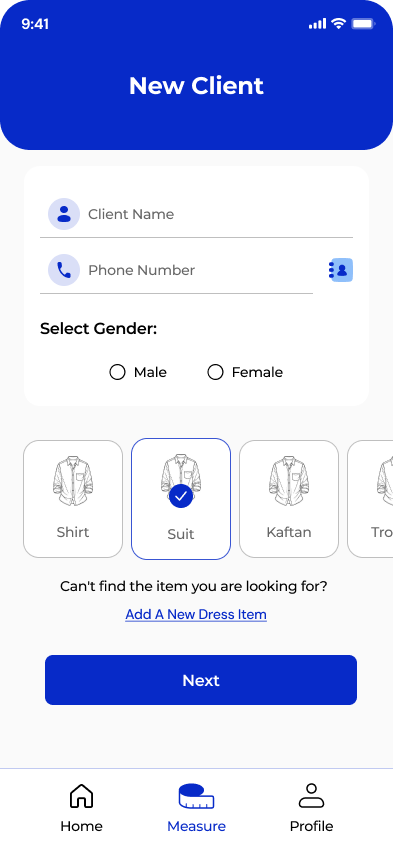 9:41
New Client
Client Name
Phone Number
Select Gender:
Male Female
Shirt Suit Kaftan Tro
Can't find the item you are looking for?
Add A New Dress Item
Next
Home Measure Profile